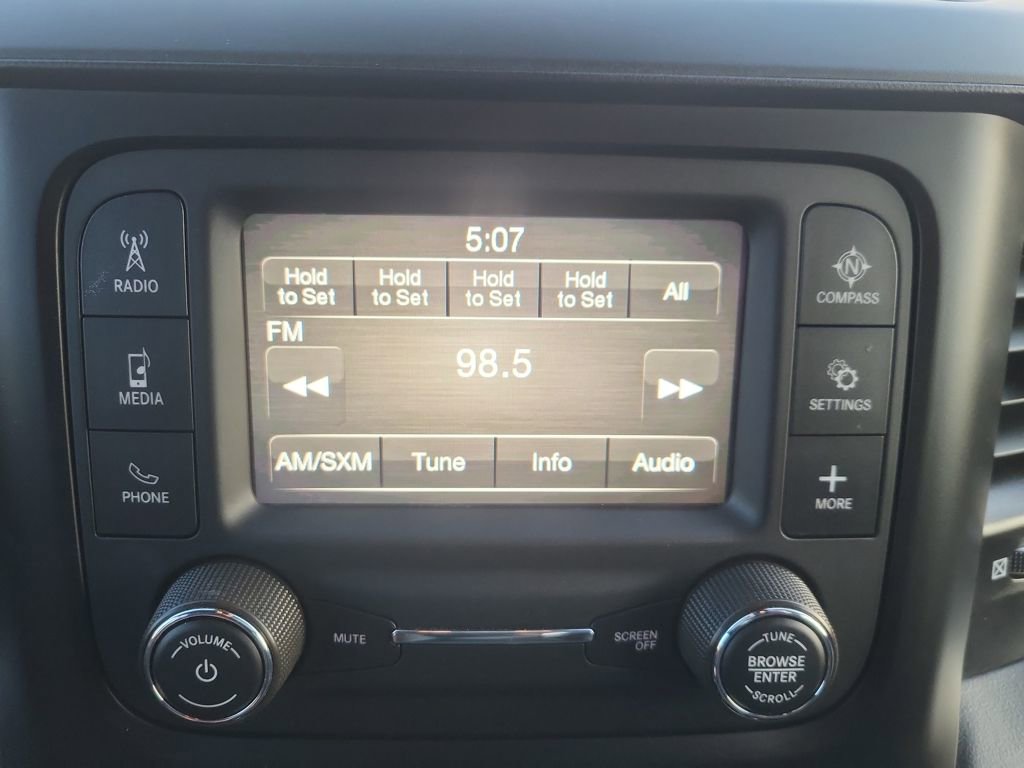 5:07
Hold to Set
Hold to Set
Hold to Set
Hold to Set
All
FM
98.5
AM/SXM Tune Info Audio
RADIO
MEDIA
PHONE
N
COMPASS
SETTINGS
MORE
VOLUME
MUTE
SCREEN
OFF
TUNE
BROWSE
ENTER
SCROLL